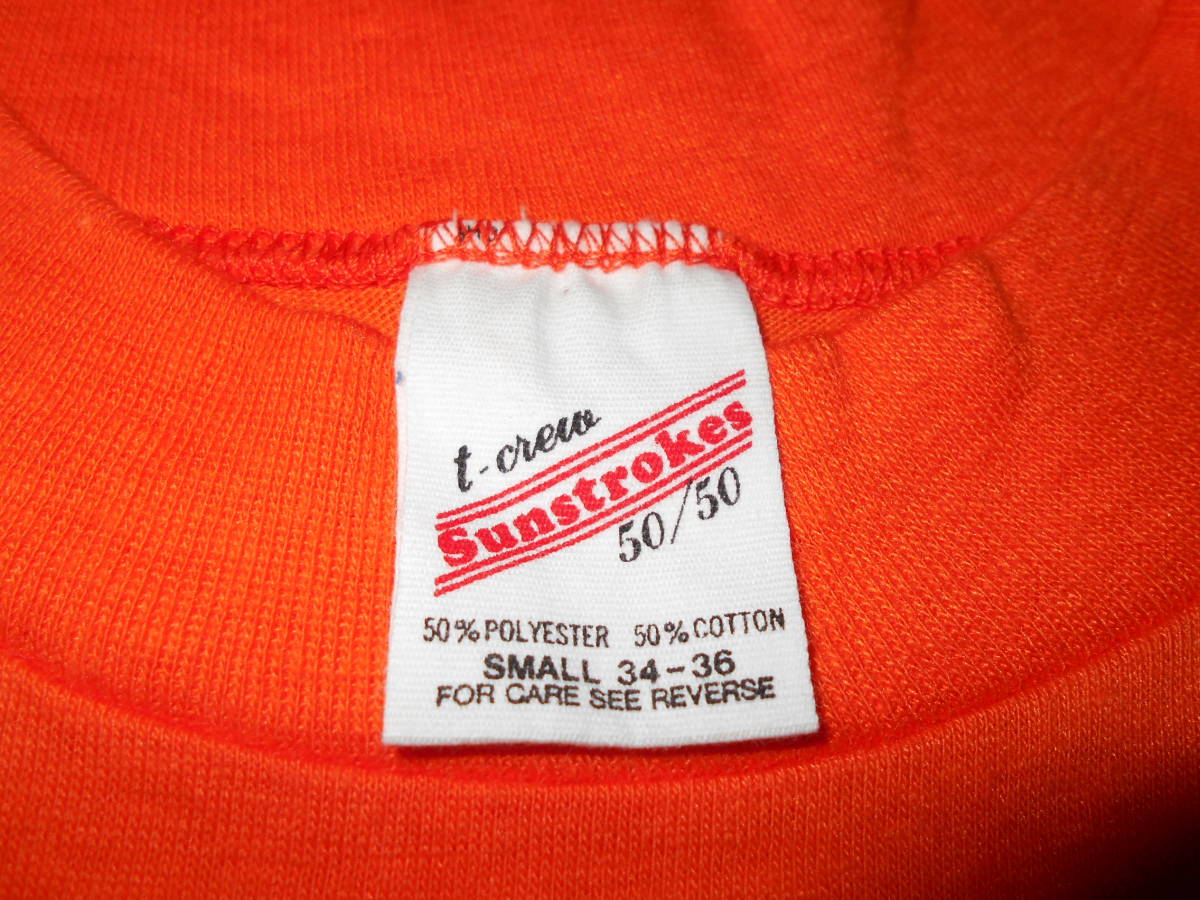 t-crew
Sunstrokes
50/50
50% POLYESTER 50% COTTON
SMALL 34-36
FOR CARE SEE REVERSE